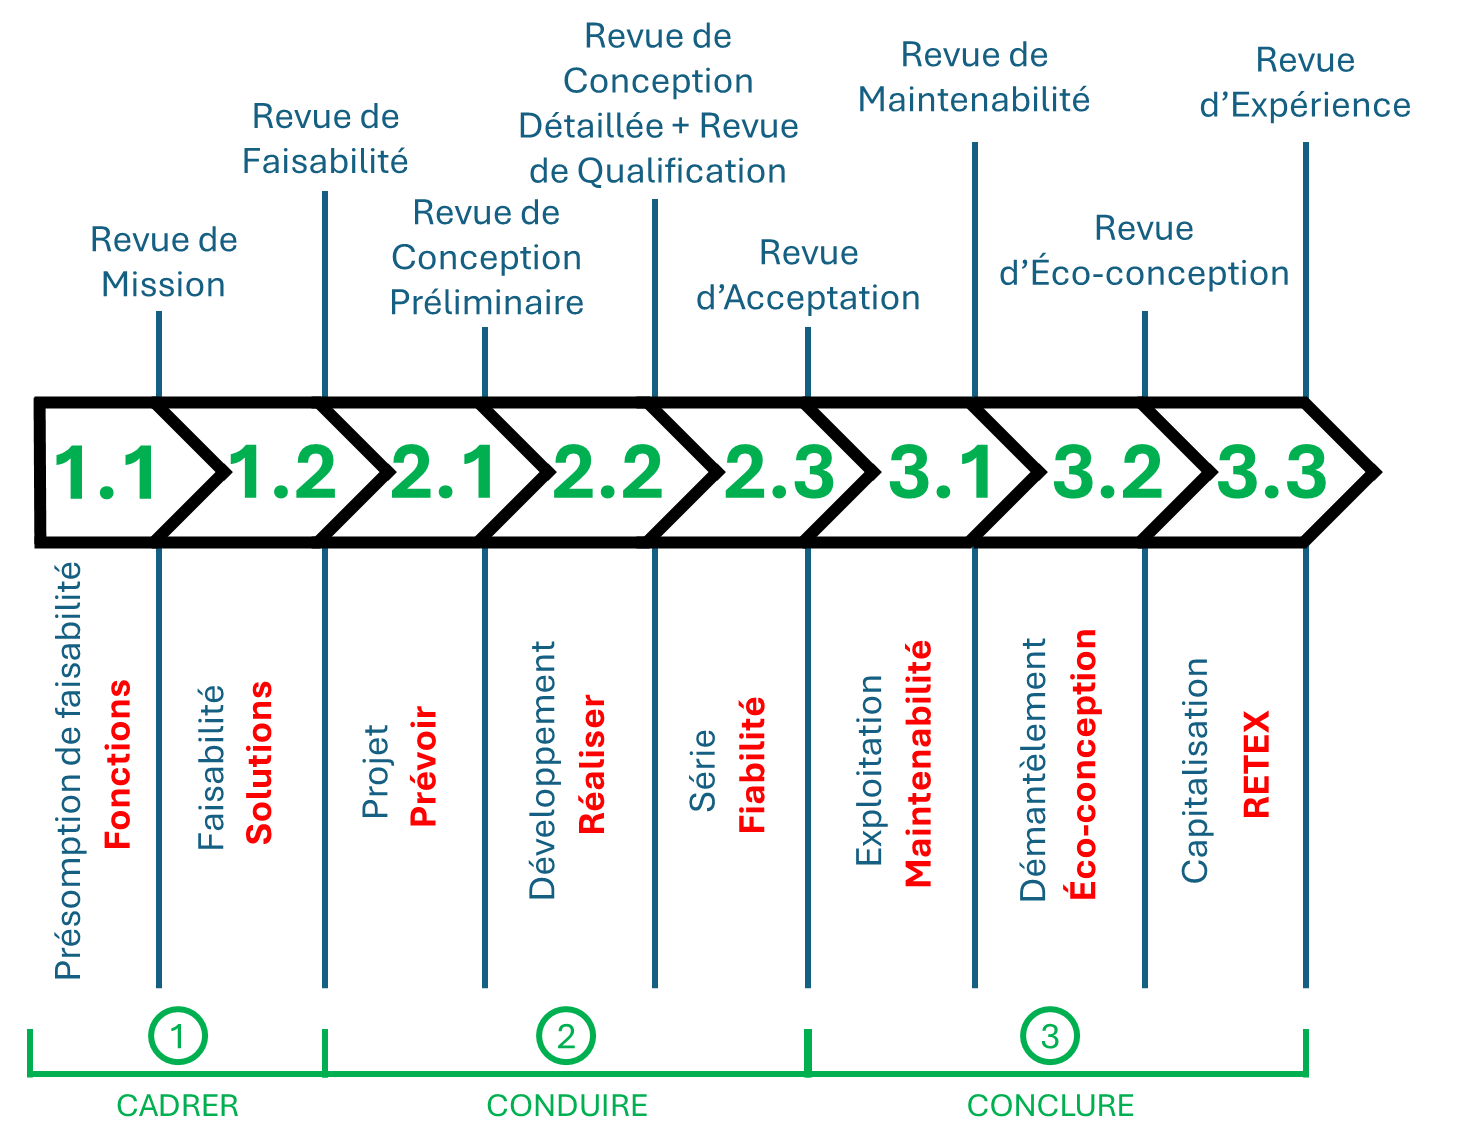 Revue de
Mission
Revue de
Faisabilité
Revue de
Conception
Préliminaire
Revue de
Conception
Détaillée + Revue
de Qualification
Revue
d’Acceptation
Revue de
Maintenabilité
Revue
d’Éco-conception
Revue
d’Expérience
1.1
1.2
2.1
2.2
2.3
3.1
3.2
3.3
Présomption de faisabilité
Fonctions
Faisabilité
Solutions
Projet
Prévoir
Développement
Réaliser
Série
Fiabilité
Exploitation
Maintenabilité
Démantèlement
Éco-conception
Capitalisation
RETEX
1
CADRER
2
CONDUIRE
3
CONCLURE